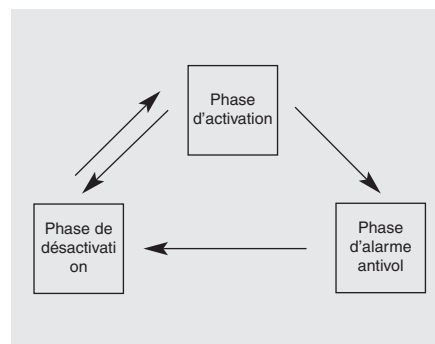 Phase
d'activation
Phase de
désactivati
on
Phase
d'alarme
antivol